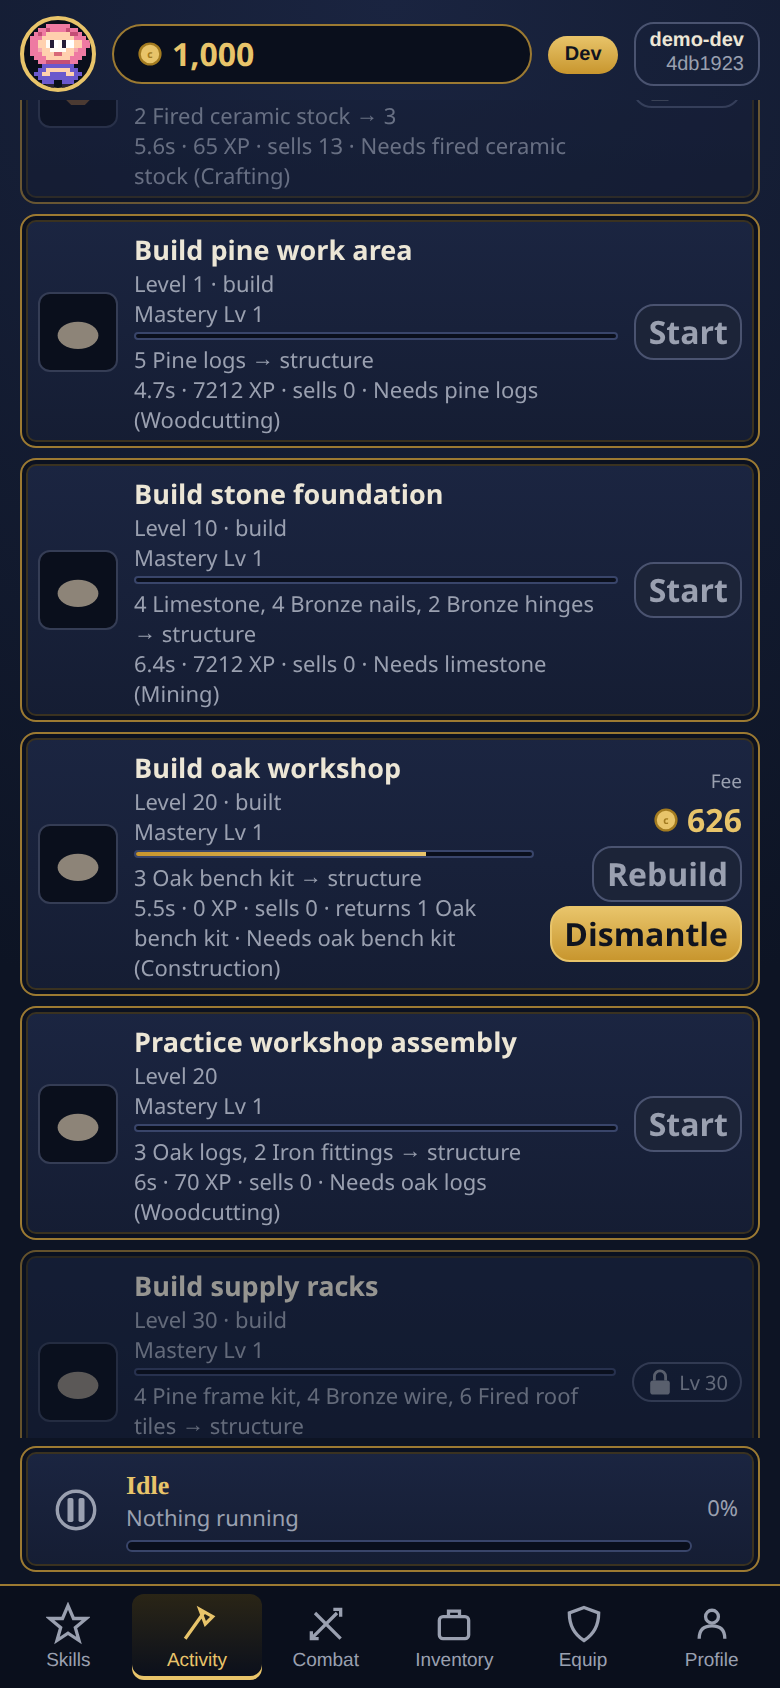 1,000
Dev
demo-dev
4db1923
2 Fired ceramic stock → 3
5.6s · 65 XP · sells 13 · Needs fired ceramic
stock (Crafting)
Build pine work area
Level 1 · build
Mastery Lv 1
5 Pine logs → structure
4.7s · 7212 XP · sells 0 · Needs pine logs
(Woodcutting)
Start
Build stone foundation
Level 10 · build
Mastery Lv 1
4 Limestone, 4 Bronze nails, 2 Bronze hinges
→ structure
6.4s · 7212 XP · sells 0 · Needs limestone
(Mining)
Start
Build oak workshop
Level 20 · built
Mastery Lv 1
3 Oak bench kit → structure
5.5s · 0 XP · sells 0 · returns 1 Oak
bench kit · Needs oak bench kit
(Construction)
Fee
626
Rebuild
Dismantle
Practice workshop assembly
Level 20
Mastery Lv 1
3 Oak logs, 2 Iron fittings → structure
6s · 70 XP · sells 0 · Needs oak logs
(Woodcutting)
Start
Build supply racks
Level 30 · build
Mastery Lv 1
4 Pine frame kit, 4 Bronze wire, 6 Fired roof
tiles → structure
Lv 30
Idle
Nothing running
0%
Skills
Activity
Combat
Inventory
Equip
Profile